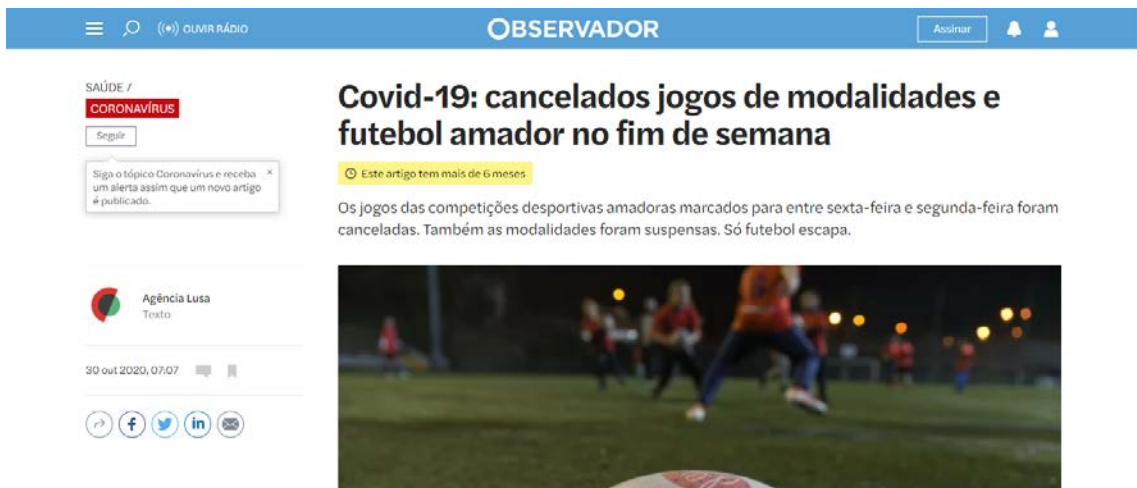 ((•)) OUVIR RÁDIO
OBSERVADOR
Assinar
SAÚDE /
CORONAVÍRUS
Seguir
Siga o tópico Coronavírus e receba
um alerta assim que um novo artigo
é publicado.
×
Covid-19: cancelados jogos de modalidades e
futebol amador no fim de semana
Este artigo tem mais de 6 meses
Os jogos das competições desportivas amadoras marcados para entre sexta-feira e segunda-feira foram
canceladas. Também as modalidades foram suspensas. Só futebol escapa.
Agência Lusa
Texto
30 out 2020, 07:07
f
in